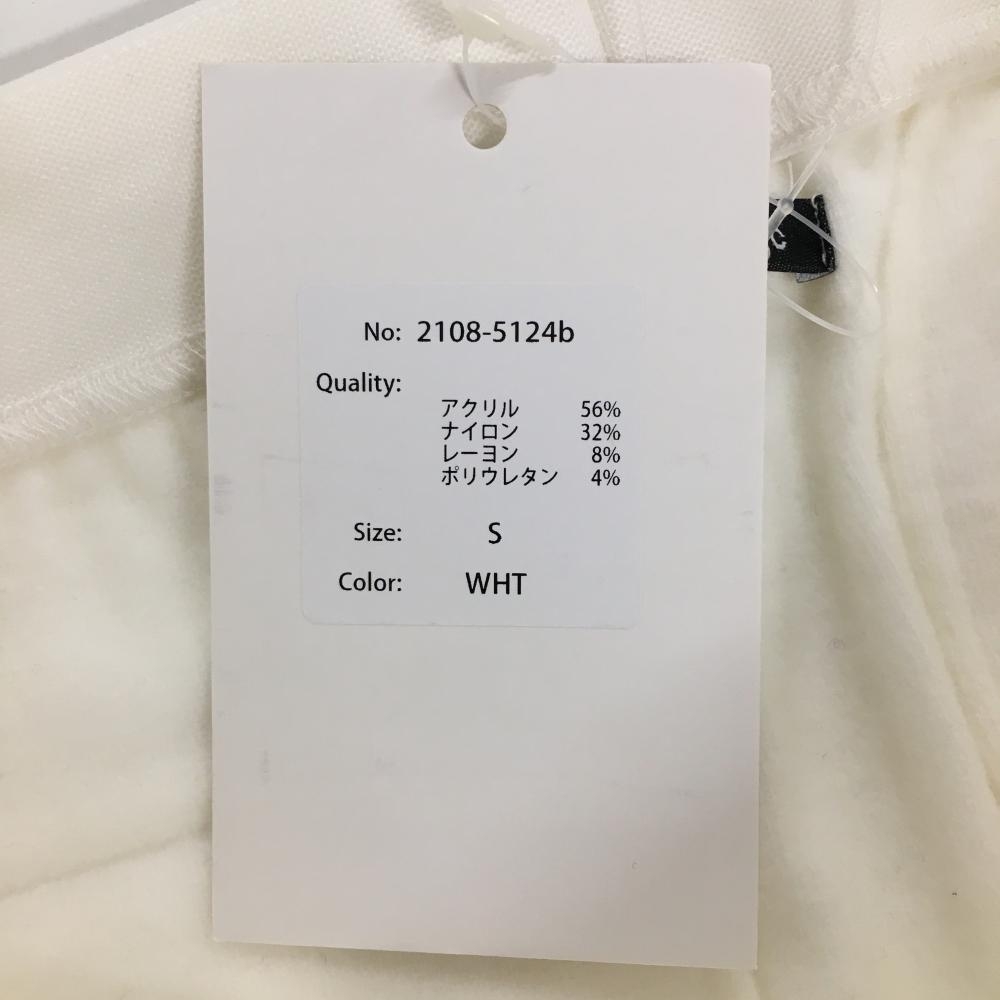 No: 2108-5124b
Quality:
アクリル 56%
ナイロン 32%
レーヨン 8%
ポリウレタン 4%
Size: S
Color: WHT